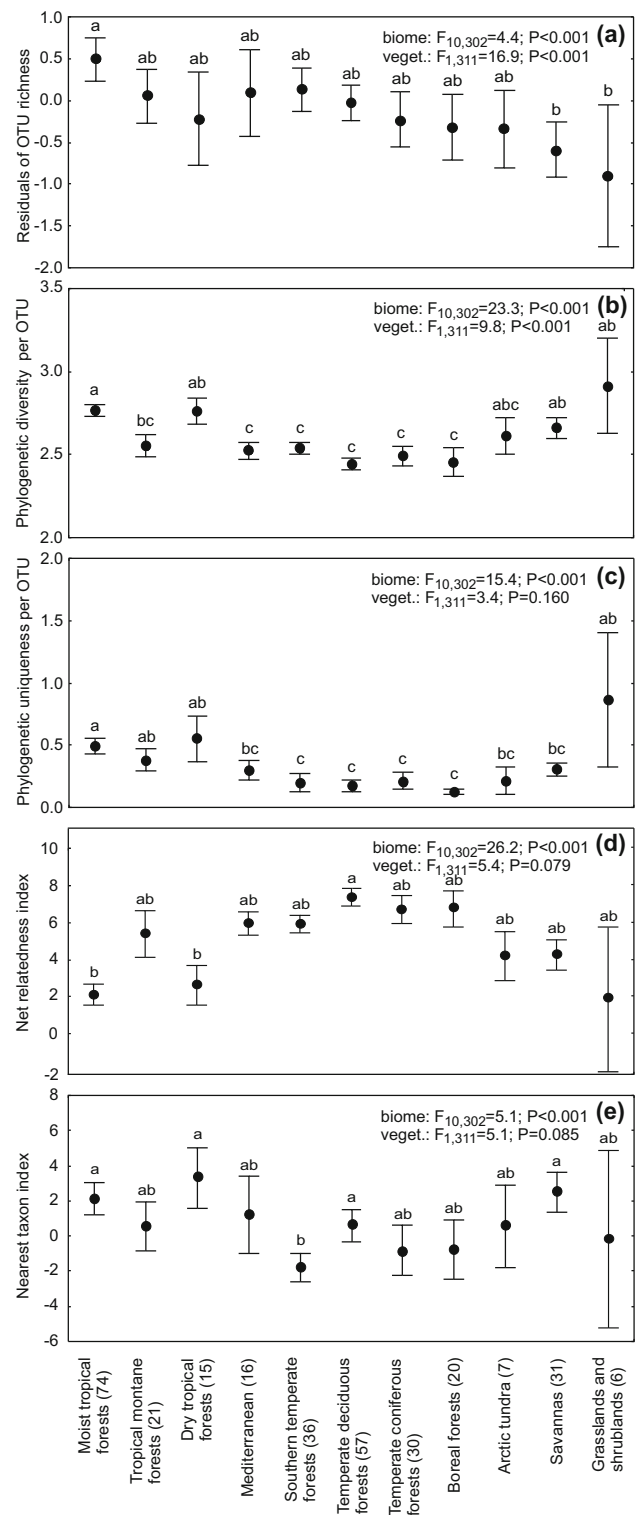 (a)
biome: F10,302=4.4; P<0.001
veget.: F1,311=16.9; P<0.001
Residuals of OTU richness
1.0
0.5
0.0
-0.5
-1.0
-1.5
-2.0
a
ab
ab
ab
ab
ab
ab
ab
ab
b
b
(b)
biome: F10,302=23.3; P<0.001
veget.: F1,311=9.8; P<0.001
Phylogenetic diversity per OTU
3.0
2.5
2.0
a
bc
ab
c
c
c
c
c
abc
ab
ab
(c)
biome: F10,302=15.4; P<0.001
veget.: F1,311=3.4; P=0.160
Phylogenetic uniqueness per OTU
2.0
1.5
1.0
0.5
0.0
a
ab
ab
bc
c
c
c
c
bc
bc
ab
(d)
biome: F10,302=26.2; P<0.001
veget.: F1,311=5.4; P=0.079
Net relatedness index
10
8
6
4
2
0
-2
b
ab
b
ab
ab
a
ab
ab
ab
ab
ab
(e)
biome: F10,302=5.1; P<0.001
veget.: F1,311=5.1; P=0.085
Nearest taxon index
8
6
4
2
0
-2
-4
-6
a
ab
a
ab
b
a
ab
ab
ab
a
ab
Moist tropical
forests (74)
Tropical montane
forests (21)
Dry tropical
forests (15)
Mediterranean (16)
Southern temperate
forests (36)
Temperate deciduous
forests (57)
Temperate coniferous
forests (30)
Boreal forests (20)
Arctic tundra (7)
Savannas (31)
Grasslands and
shrublands (6)